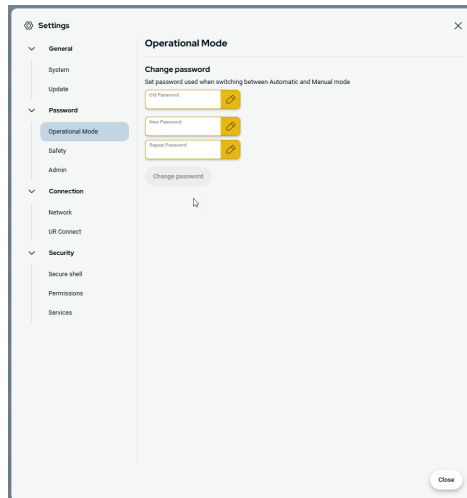 Settings
General
System
Update
Password
Operational Mode
Safety
Admin
Connection
Network
UR Connect
Security
Secure shell
Permissions
Services
Operational Mode
Change password
Set password used when switching between Automatic and Manual mode
Old Password
New Password
Repeat Password
Change password
Close